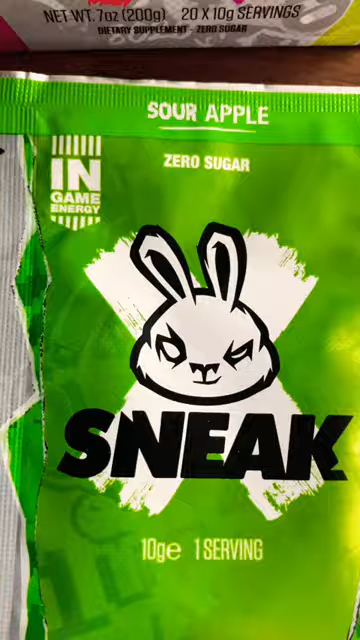 NET WT. 7oz (200g) 20 X 10g SERVINGS
DIETARY SUPPLEMENT - ZERO SUGAR
SOUR APPLE
ZERO SUGAR
IN
GAME
ENERGY
SNEAK
10g℮ 1 SERVING